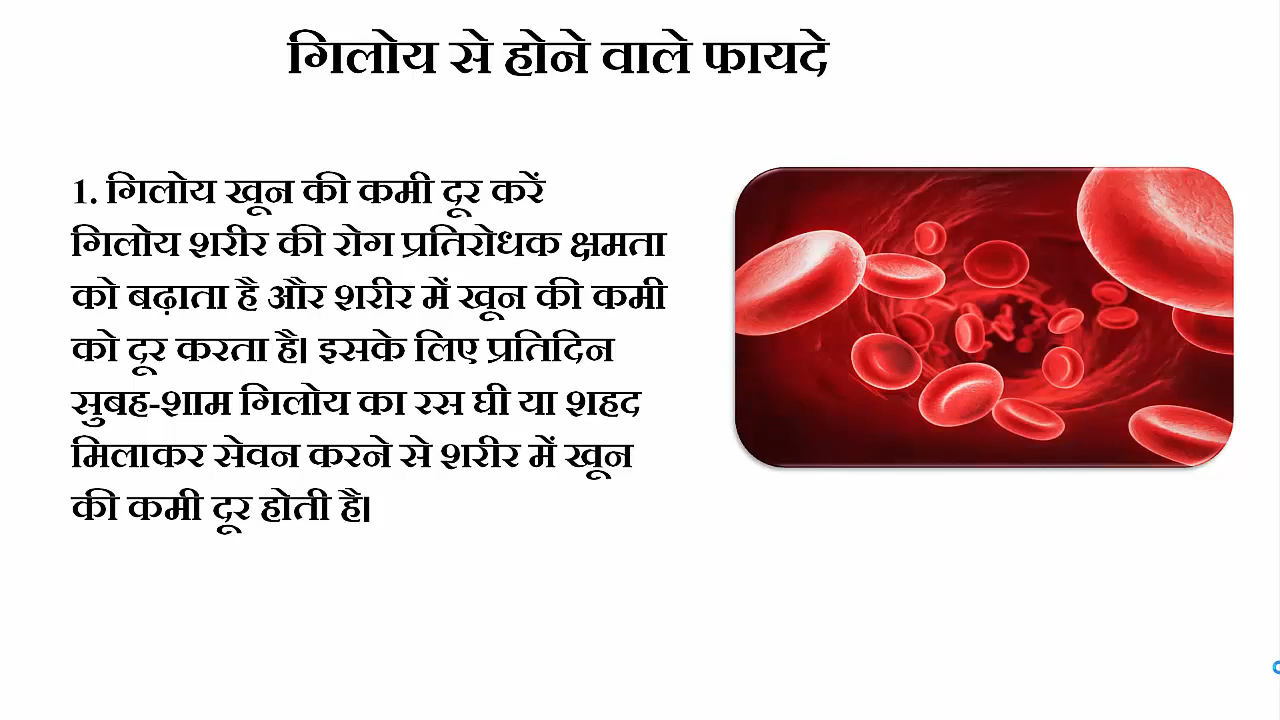 गिलोय से होने वाले फायदे
1. गिलोय खून की कमी दूर करें
गिलोय शरीर की रोग प्रतिरोधक क्षमता
को बढ़ाता है और शरीर में खून की कमी
को दूर करता है। इसके लिए प्रतिदिन
सुबह-शाम गिलोय का रस घी या शहद
मिलाकर सेवन करने से शरीर में खून
की कमी दूर होती है।